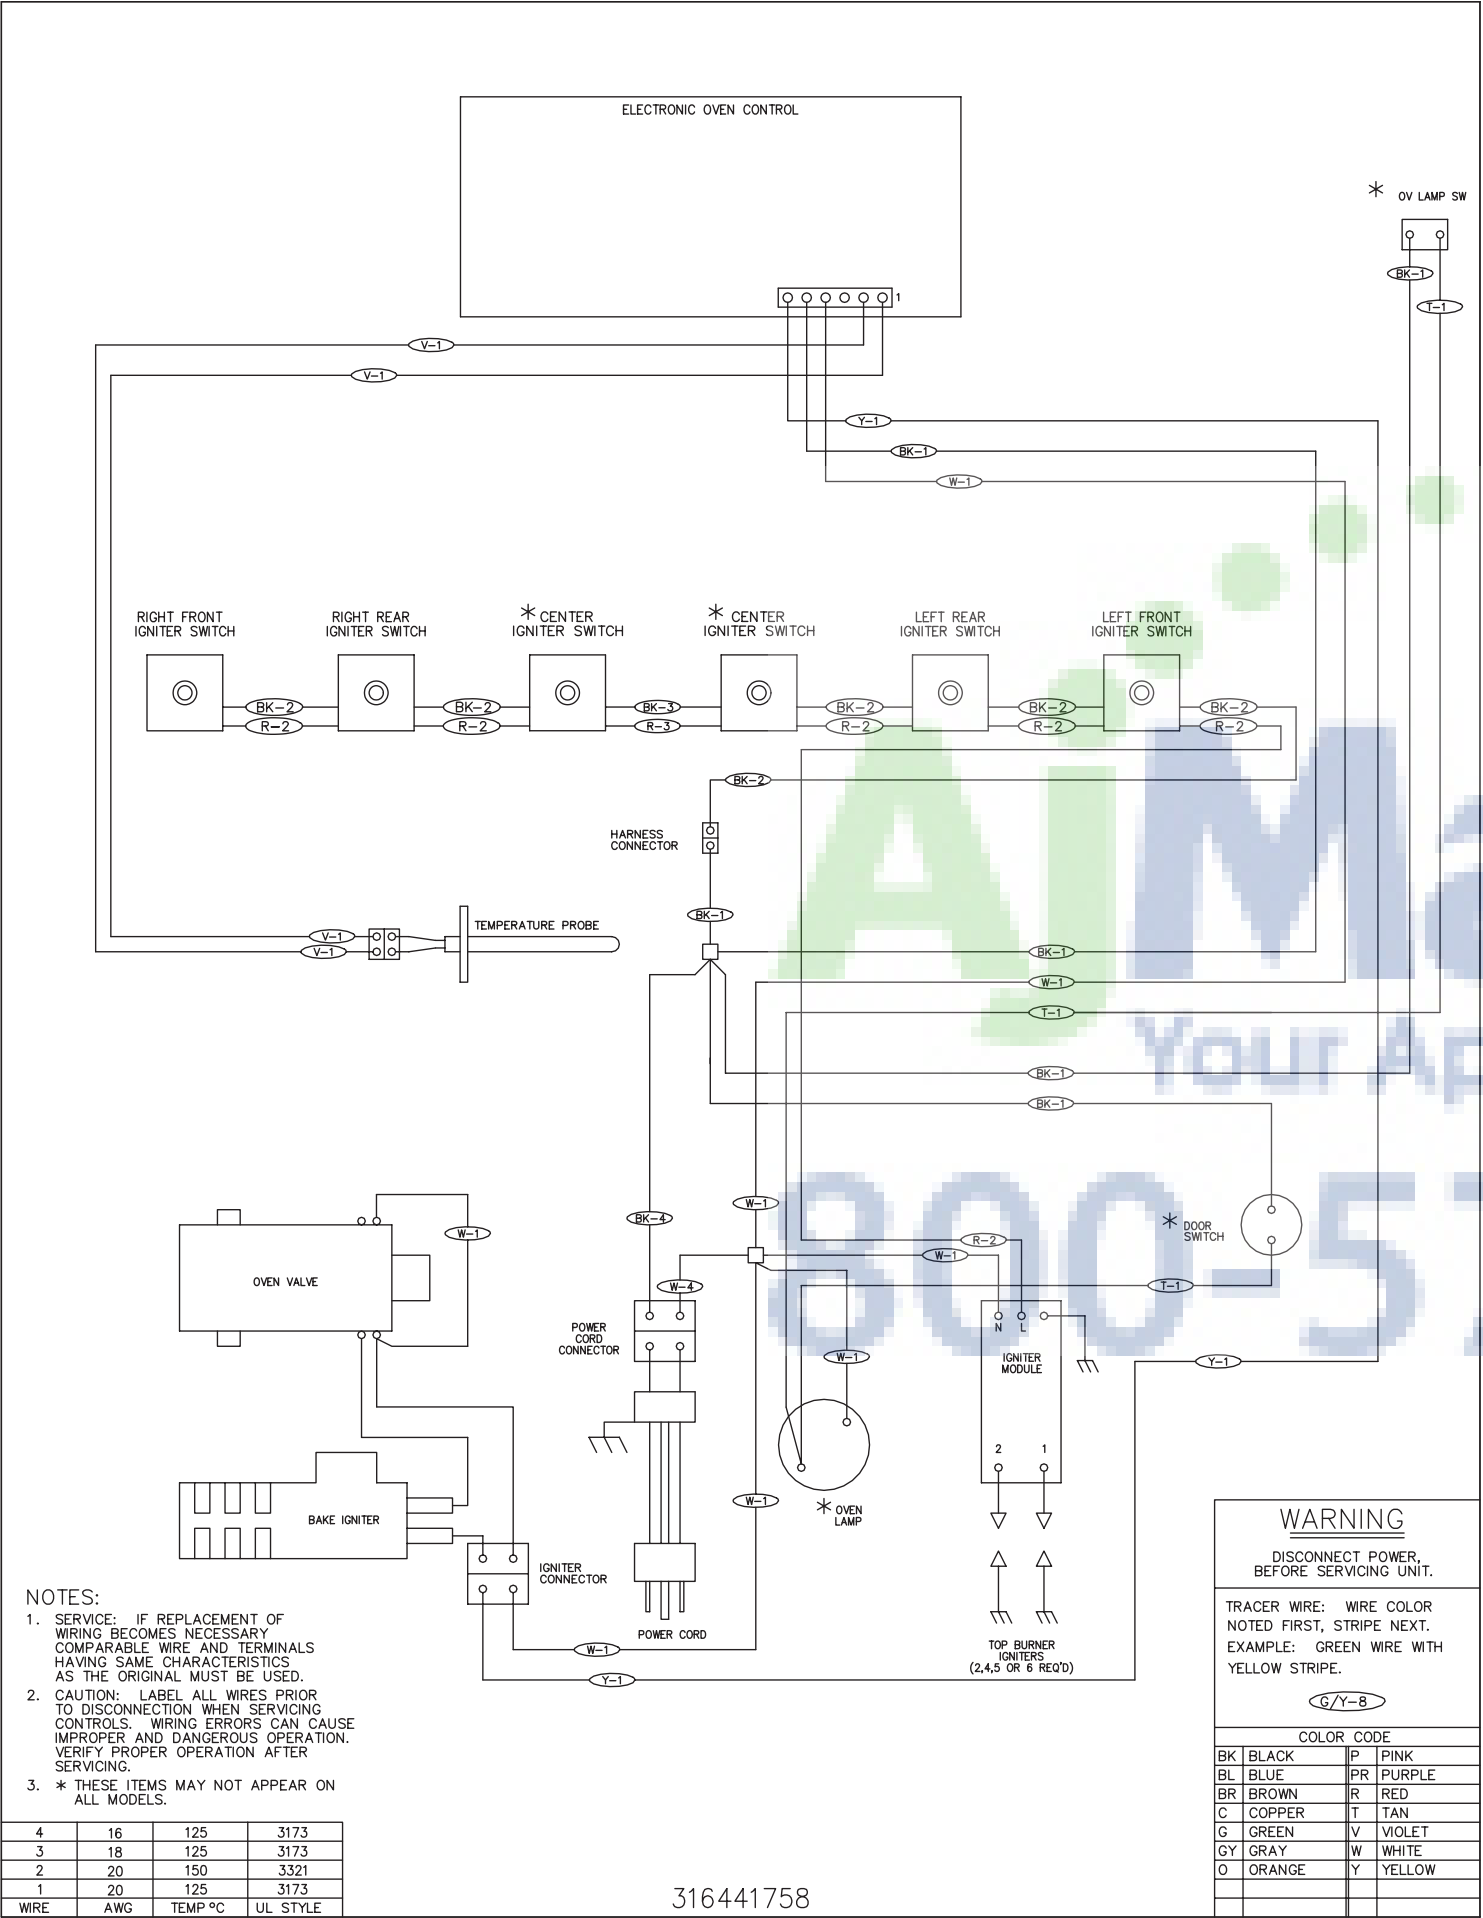 ELECTRONIC OVEN CONTROL
* OV LAMP SW
BK-1
T-1
1
V-1
V-1
Y-1
BK-1
W-1
RIGHT FRONT
IGNITER SWITCH
RIGHT REAR
IGNITER SWITCH
* CENTER
IGNITER SWITCH
* CENTER
IGNITER SWITCH
LEFT REAR
IGNITER SWITCH
LEFT FRONT
IGNITER SWITCH
BK-2
BK-2
BK-3
BK-2
BK-2
BK-2
R-2
R-2
R-3
R-2
R-2
R-2
BK-2
HARNESS
CONNECTOR
BK-1
TEMPERATURE PROBE
V-1
V-1
BK-1
W-1
T-1
BK-1
BK-1
AjMa
Your Ap
800-57
W-1
BK-4
W-1
* DOOR
SWITCH
R-2
W-1
W-4
T-1
OVEN VALVE
POWER
CORD
CONNECTOR
N
L
IGNITER
MODULE
W-1
Y-1
2
1
W-1
BAKE IGNITER
* OVEN
LAMP
IGNITER
CONNECTOR
POWER CORD
W-1
Y-1
TOP BURNER
IGNITERS
(2,4,5 OR 6 REQ'D)
NOTES:
1. SERVICE: IF REPLACEMENT OF
WIRING BECOMES NECESSARY
COMPARABLE WIRE AND TERMINALS
HAVING SAME CHARACTERISTICS
AS THE ORIGINAL MUST BE USED.
2. CAUTION: LABEL ALL WIRES PRIOR
TO DISCONNECTION WHEN SERVICING
CONTROLS. WIRING ERRORS CAN CAUSE
IMPROPER AND DANGEROUS OPERATION.
VERIFY PROPER OPERATION AFTER
SERVICING.
3. * THESE ITEMS MAY NOT APPEAR ON
ALL MODELS.
4 16 125 3173
3 18 125 3173
2 20 150 3321
1 20 125 3173
WIRE AWG TEMP °C UL STYLE
316441758
WARNING
DISCONNECT POWER,
BEFORE SERVICING UNIT.
TRACER WIRE: WIRE COLOR
NOTED FIRST, STRIPE NEXT.
EXAMPLE: GREEN WIRE WITH
YELLOW STRIPE.
G/Y-8
COLOR CODE
BK BLACK P PINK
BL BLUE PR PURPLE
BR BROWN R RED
C COPPER T TAN
G GREEN V VIOLET
GY GRAY W WHITE
O ORANGE Y YELLOW